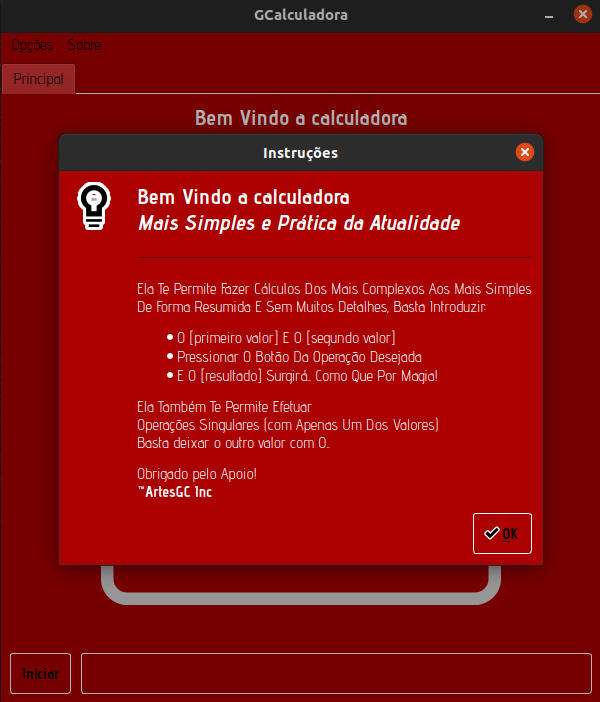 GCalculadora
Opções Sobre
Principal
Bem Vindo a calculadora
Instruções
Bem Vindo a calculadora
Mais Simples e Prática da Atualidade
Ela Te Permite Fazer Cálculos Dos Mais Complexos Aos Mais Simples
De Forma Resumida E Sem Muitos Detalhes, Basta Introduzir:
• O [primeiro valor] E O [segundo valor]
• Pressionar O Botão Da Operação Desejada
• E O [resultado] Surgirá.. Como Que Por Magia!
Ela Também Te Permite Efetuar
Operações Singulares (com Apenas Um Dos Valores)
Basta deixar o outro valor com 0..
Obrigado pelo Apoio!
™ArtesGC Inc
OK
Iniciar